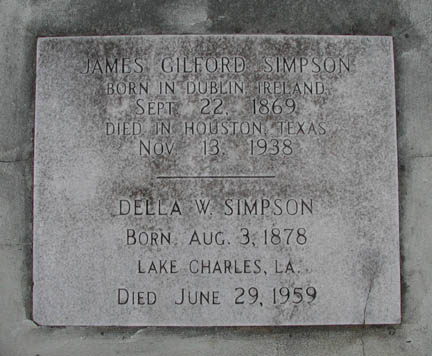 JAMES GILFORD SIMPSON
BORN IN DUBLIN IRELAND
SEPT. 22, 1869
DIED IN HOUSTON, TEXAS
NOV. 13, 1938
DELLA W. SIMPSON
BORN. AUG. 3, 1878
LAKE CHARLES, LA.
DIED JUNE 29, 1959